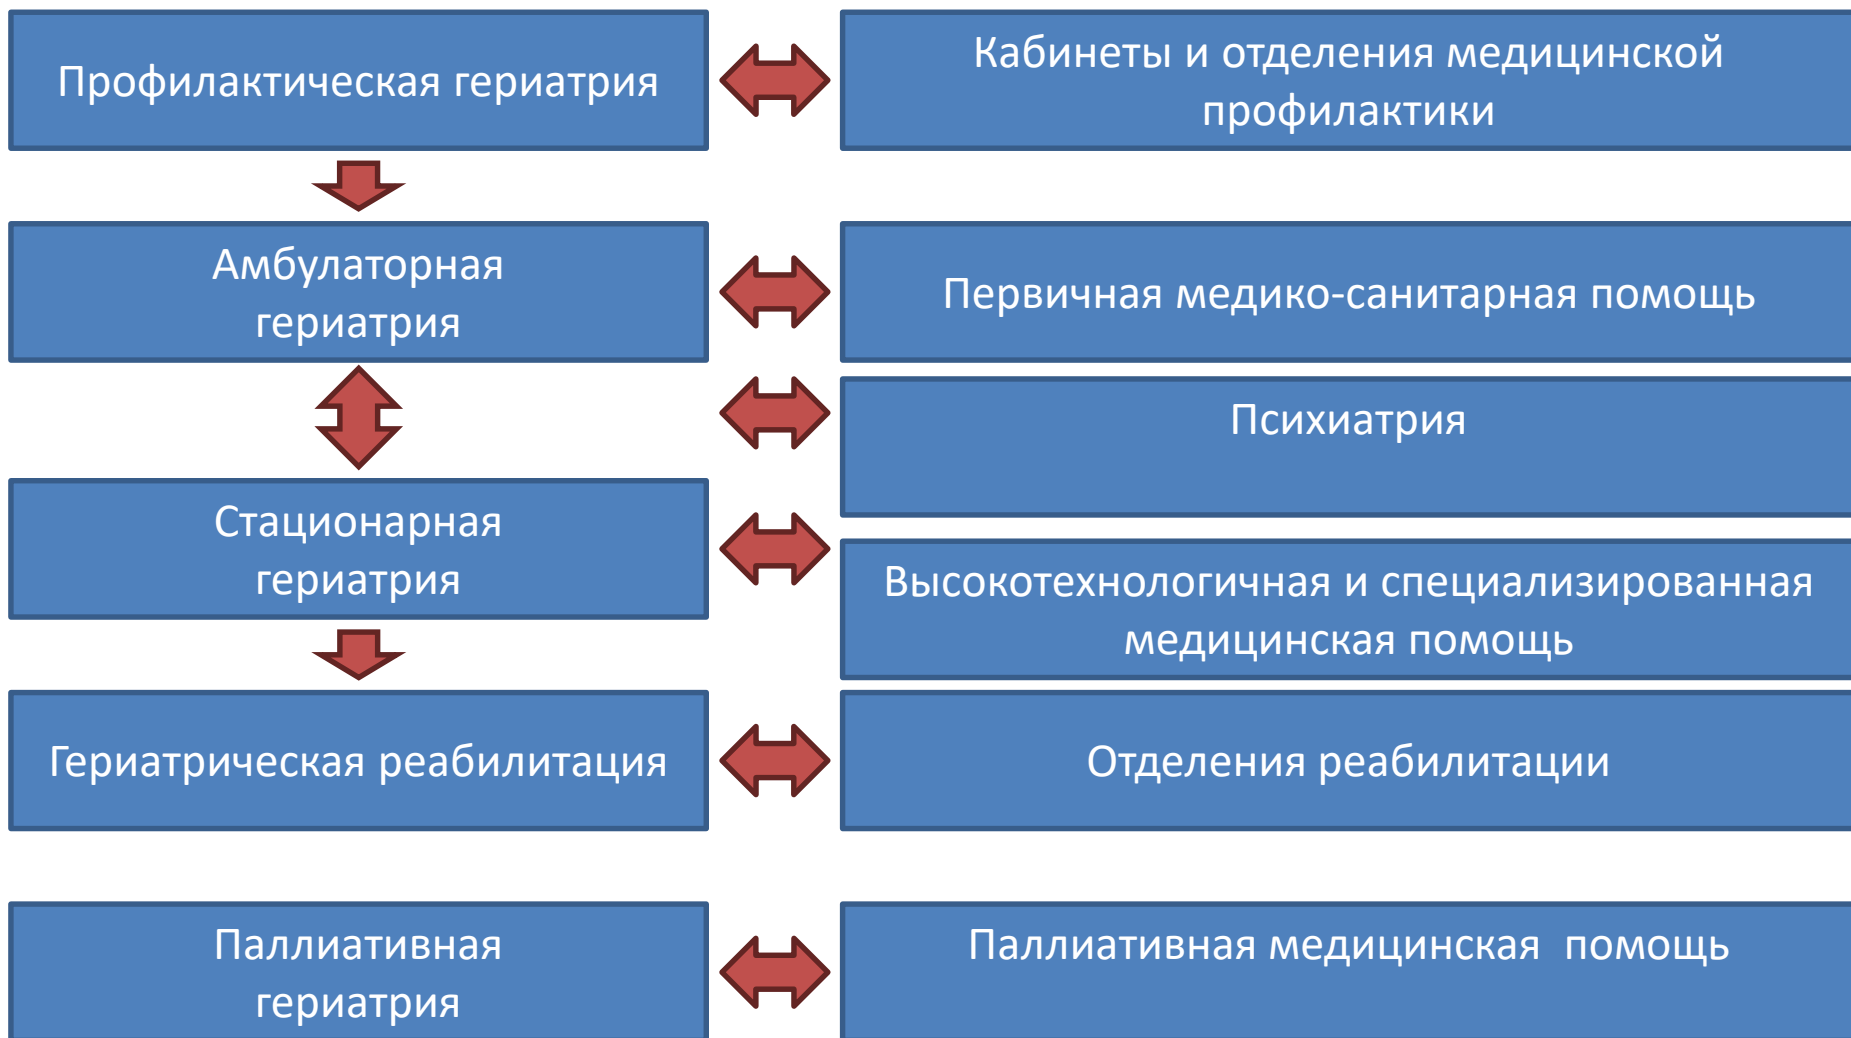 Профилактическая гериатрия
Кабинеты и отделения медицинской
профилактики
Амбулаторная
гериатрия
Первичная медико-санитарная помощь
Психиатрия
Стационарная
гериатрия
Высокотехнологичная и специализированная
медицинская помощь
Гериатрическая реабилитация
Отделения реабилитации
Паллиативная
гериатрия
Паллиативная медицинская  помощь